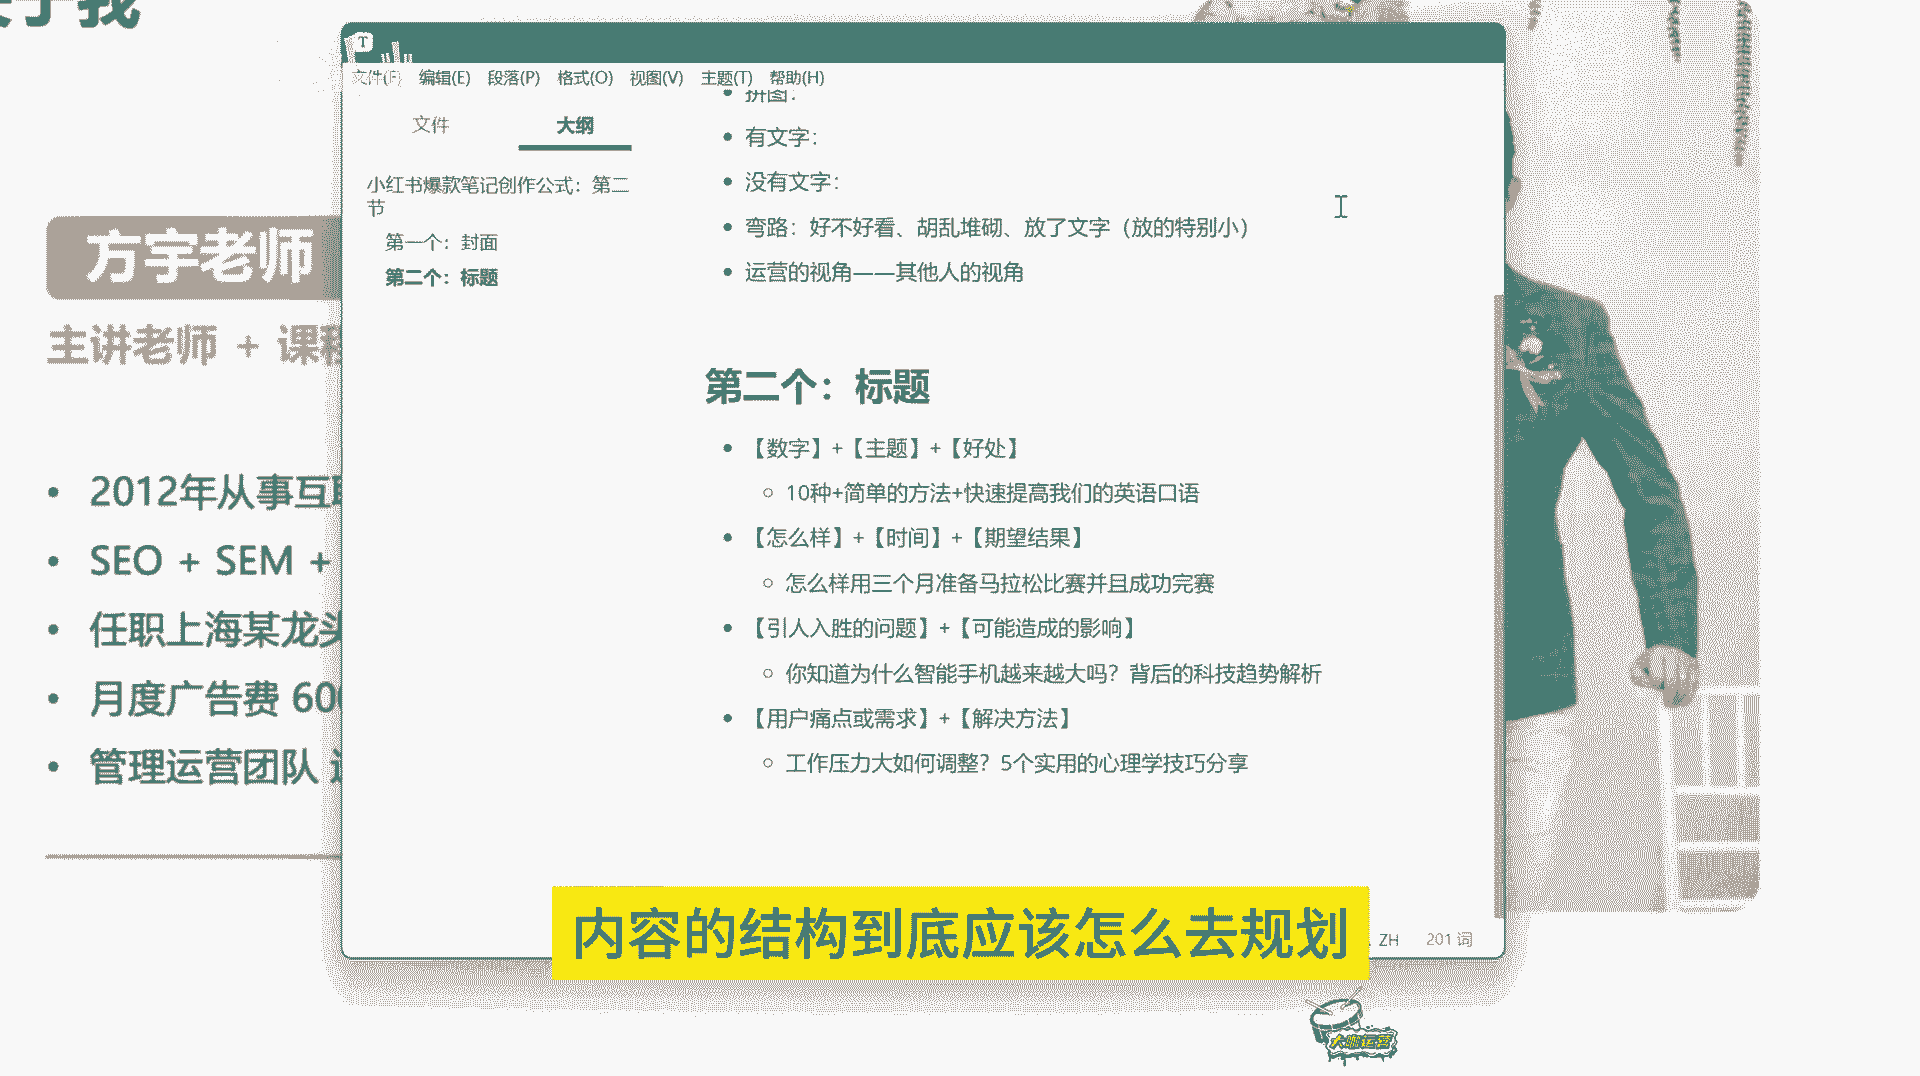 于我
方宇老师
主讲老师 + 课程
2012年从事互联
SEO + SEM +
任职上海某龙头
月度广告费 600
管理运营团队
T
文件(F) 编辑(E) 段落(P) 格式(O) 视图(V) 主题(T) 帮助(H)
文件 大纲
小红书爆款笔记创作公式：第二
节
第一个：封面
第二个：标题
拼图：
有文字：
没有文字：
弯路：好不好看、胡乱堆砌、放了文字（放的特别小）
运营的视角——其他人的视角
第二个：标题
【数字】+【主题】+【好处】
10种+简单的方法+快速提高我们的英语口语
【怎么样】+【时间】+【期望结果】
怎么样用三个月准备马拉松比赛并且成功完赛
【引人入胜的问题】+【可能造成的影响】
你知道为什么智能手机越来越大吗？背后的科技趋势解析
【用户痛点或需求】+【解决方法】
工作压力大如何调整？5个实用的心理学技巧分享
ZH 201 词
内容的结构到底应该怎么去规划
大咖运营